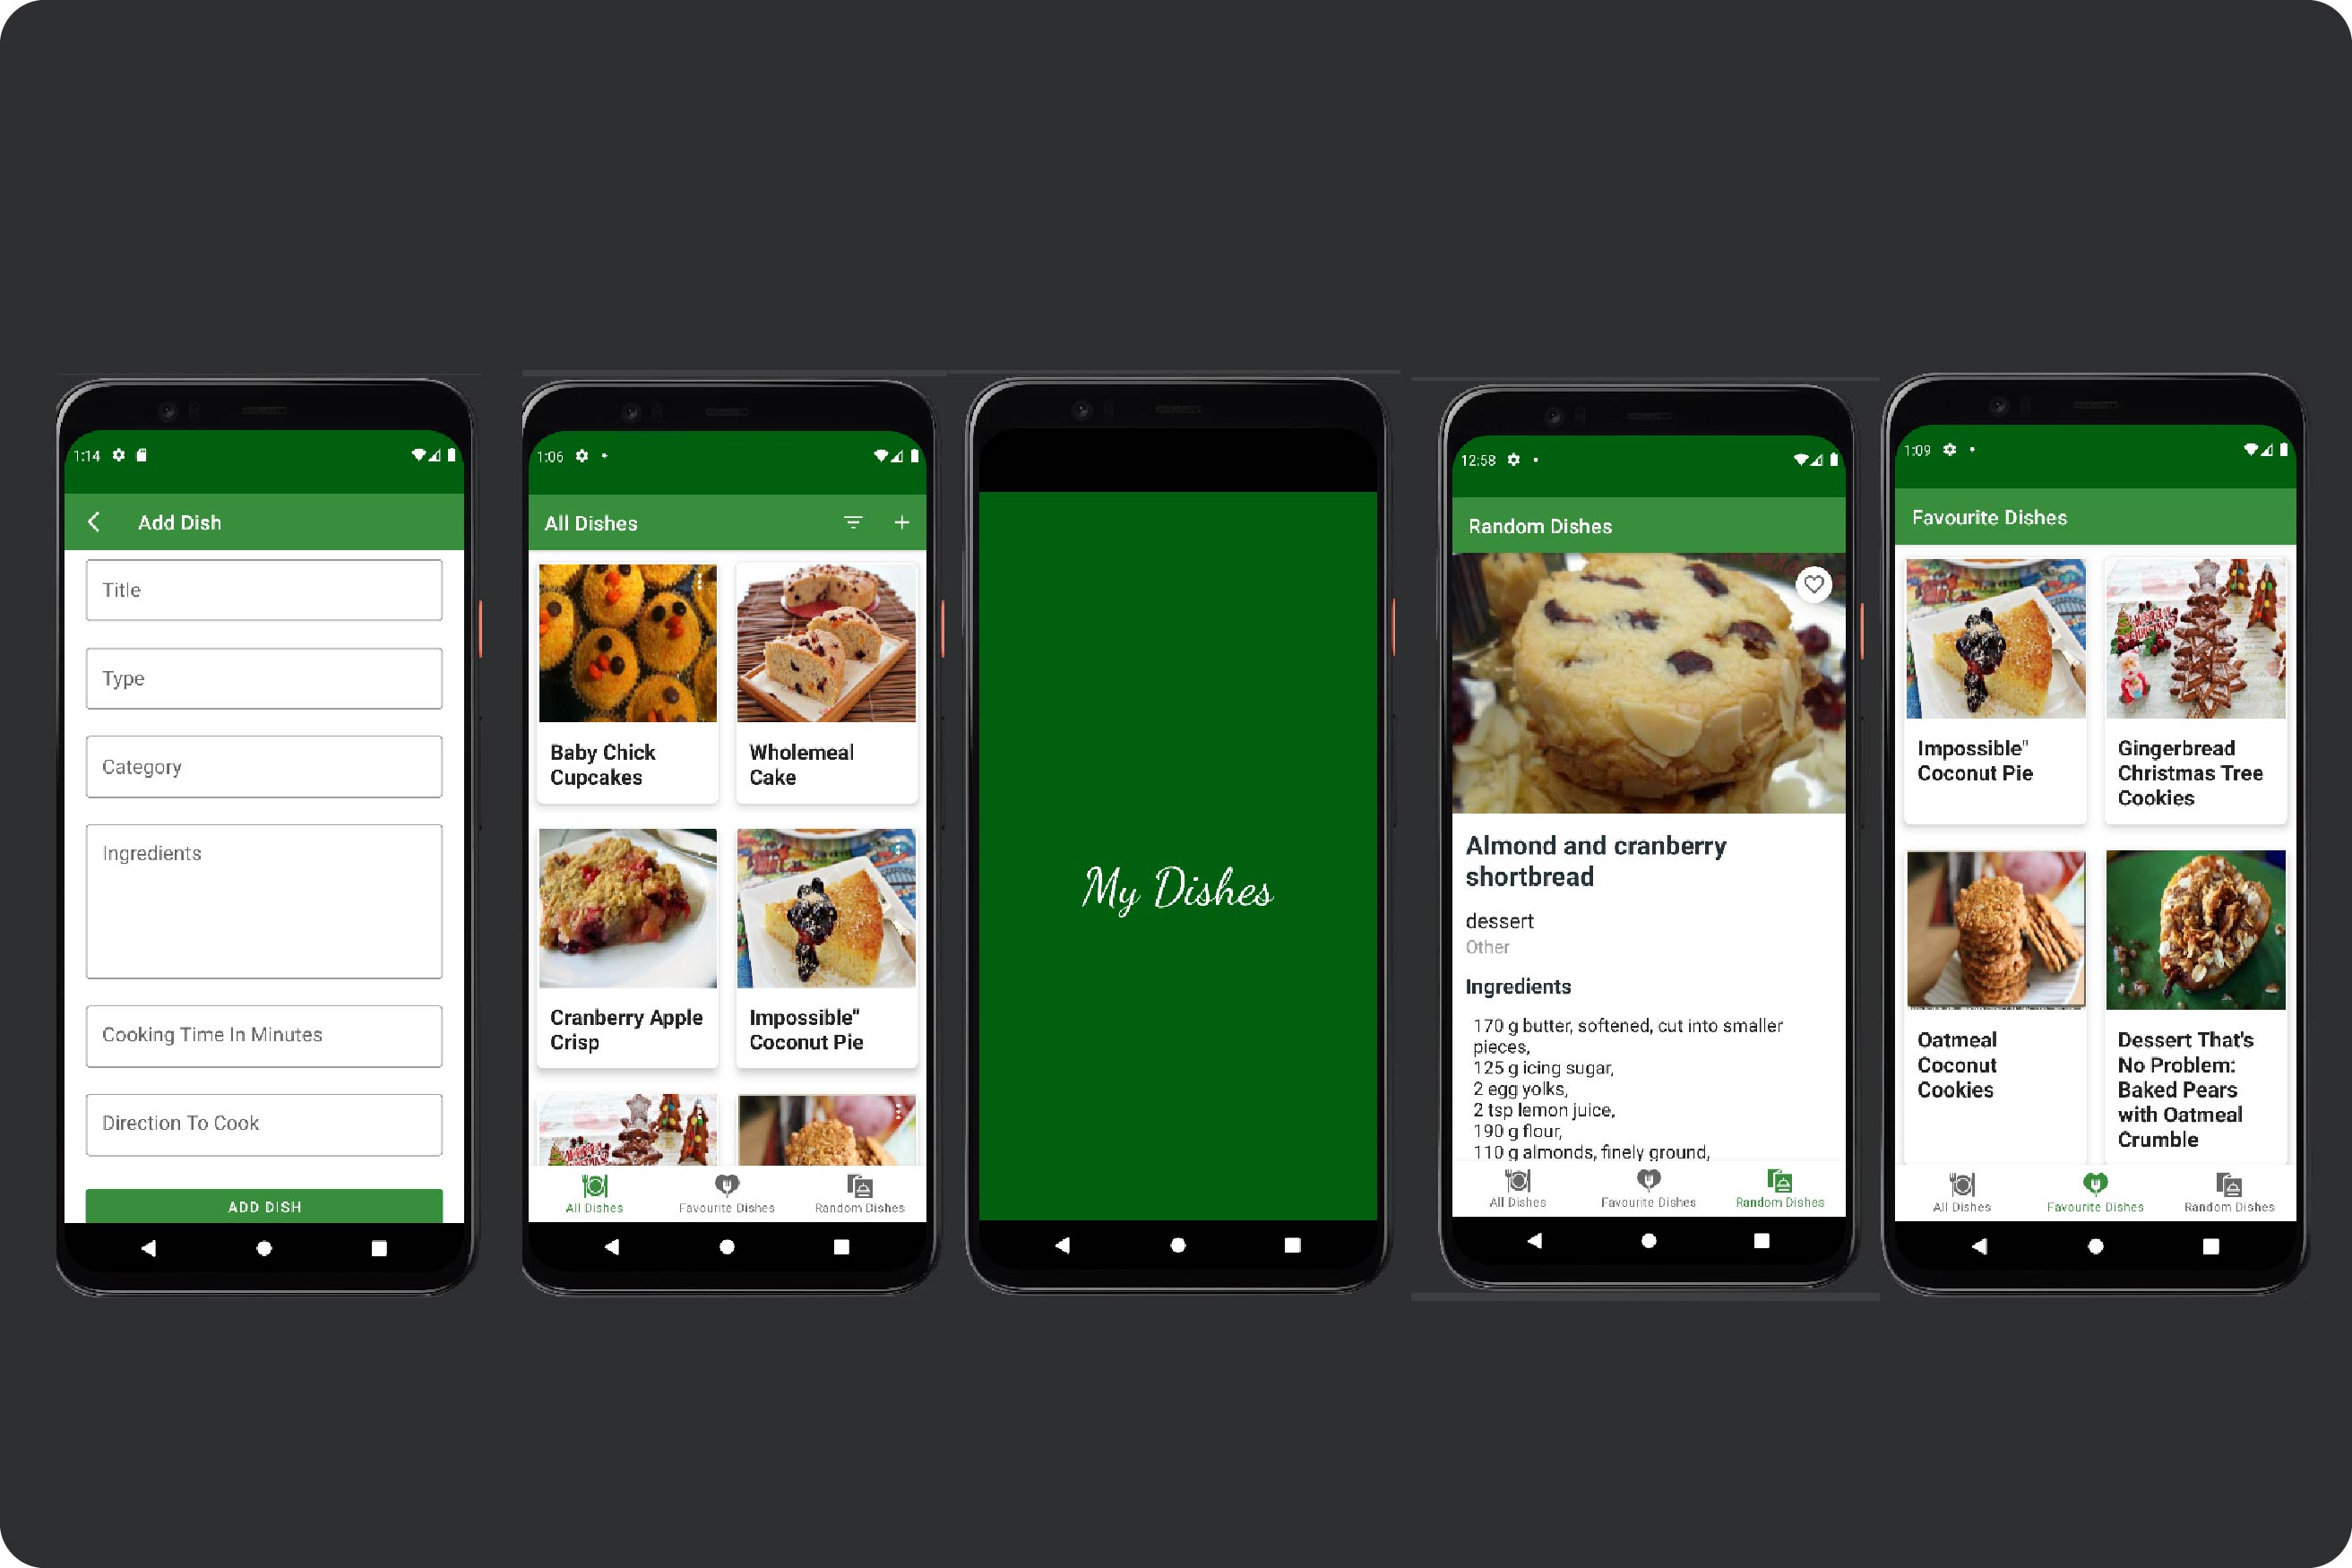 1:14
Add Dish
Title
Type
Category
Ingredients
Cooking Time In Minutes
Direction To Cook
ADD DISH
1:06
All Dishes
Baby Chick
Cupcakes
Wholemeal
Cake
Cranberry Apple
Crisp
Impossible"
Coconut Pie
All Dishes
Favourite Dishes
Random Dishes
My Dishes
12:58
Random Dishes
Almond and cranberry
shortbread
dessert
Other
Ingredients
170 g butter, softened, cut into smaller
pieces,
125 g icing sugar,
2 egg yolks,
2 tsp lemon juice,
190 g flour,
110 g almonds, finely ground,
All Dishes
Favourite Dishes
Random Dishes
1:09
Favourite Dishes
Impossible"
Coconut Pie
Gingerbread
Christmas Tree
Cookies
Oatmeal
Coconut
Cookies
Dessert That's
No Problem:
Baked Pears
with Oatmeal
Crumble
All Dishes
Favourite Dishes
Random Dishes